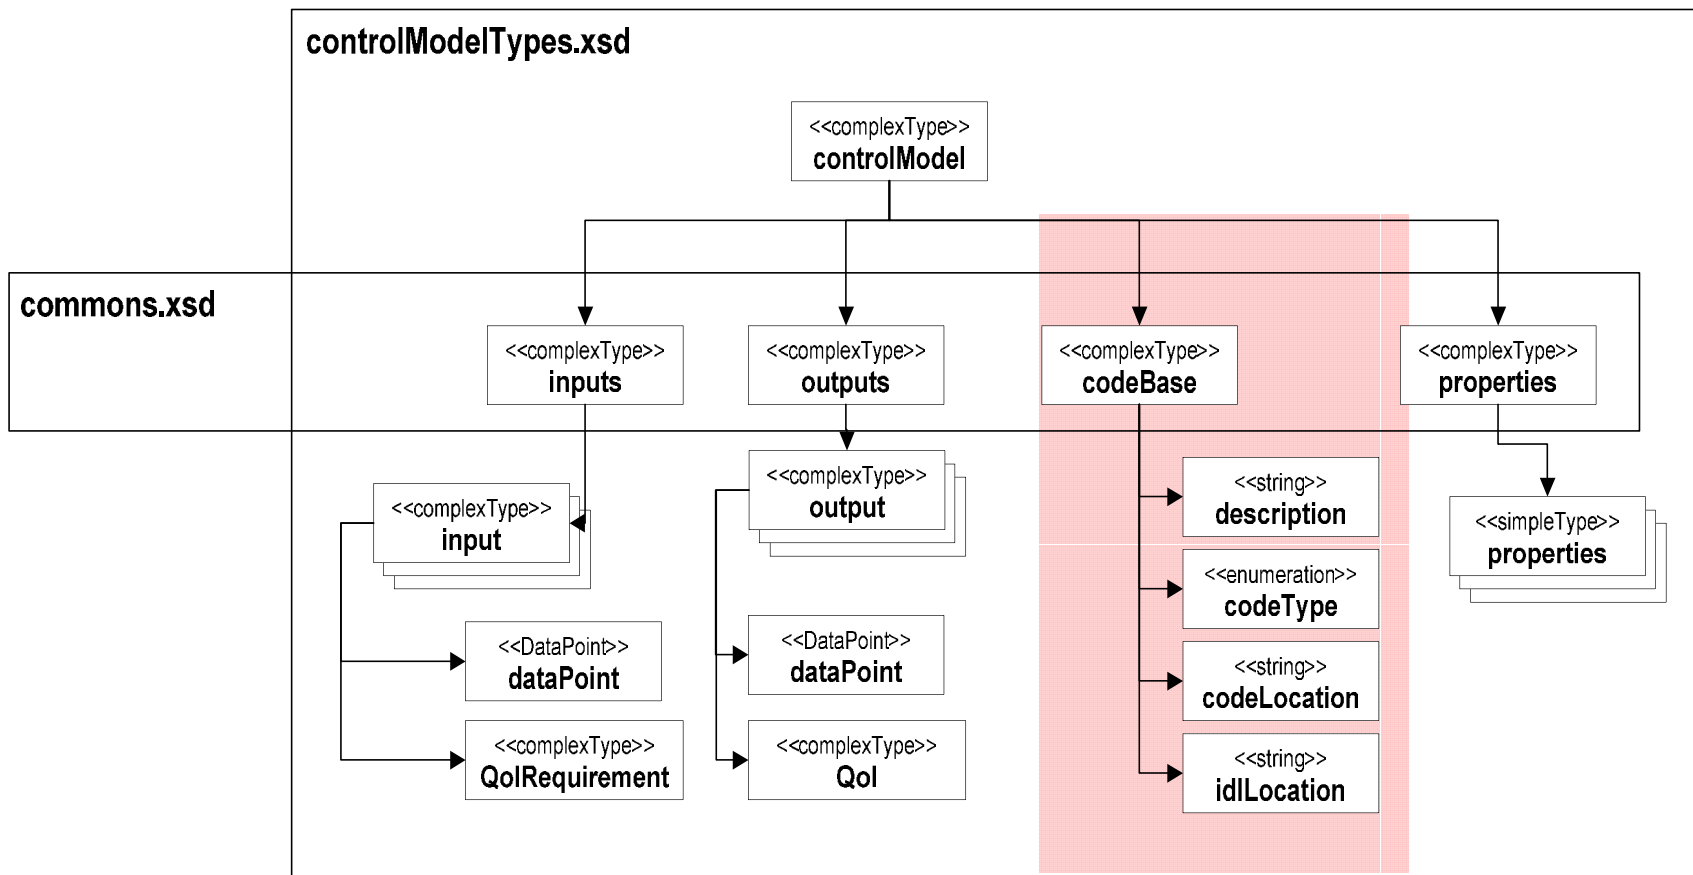 controlModelTypes.xsd
<<complexType>>
controlModel
commons.xsd
<<complexType>>
inputs
<<complexType>>
outputs
<<complexType>>
codeBase
<<complexType>>
properties
<<complexType>>
input
<<complexType>>
output
<<string>>
description
<<simpleType>>
properties
<<enumeration>>
codeType
<<DataPoint>>
dataPoint
<<DataPoint>>
dataPoint
<<string>>
codeLocation
<<complexType>>
QoIRequirement
<<complexType>>
QoI
<<string>>
idlLocation